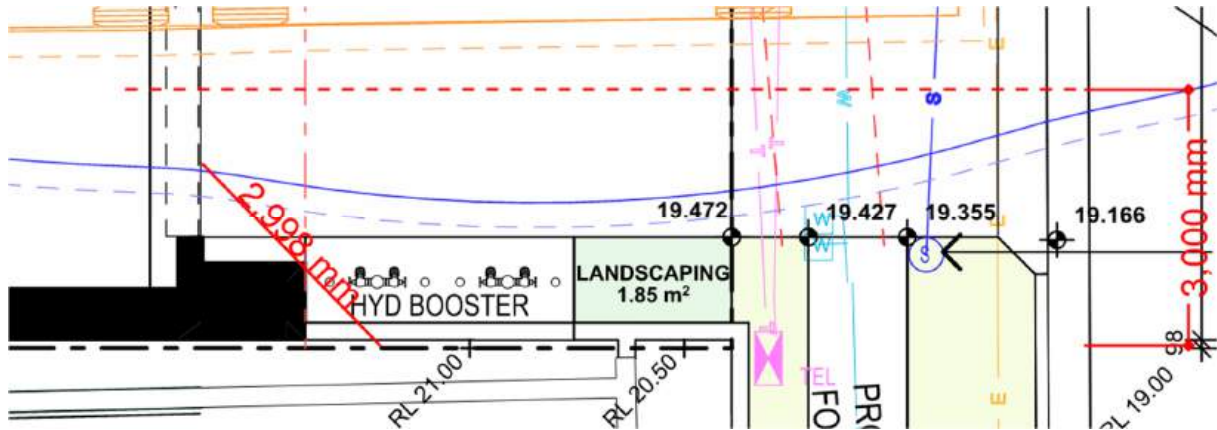 E
W
S
T
T
19.472
W
19.427
19.355
19.166
E
W
S
2,998 mm
LANDSCAPING
1.85 m²
HYD BOOSTER
3,000 mm
98
TEL
RL 21.00
RL 20.50
FO
PRO
E
RL 19.00